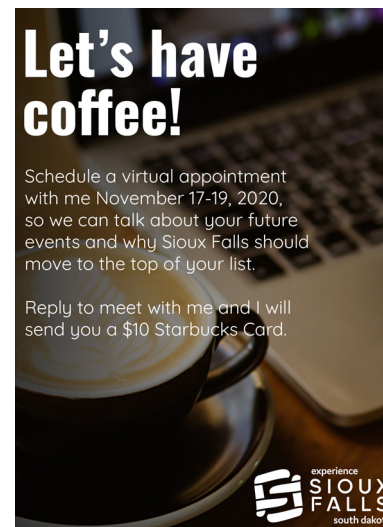 Let's have
coffee!
Schedule a virtual appointment
with me November 17-19, 2020,
so we can talk about your future
events and why Sioux Falls should
move to the top of your list.
Reply to meet with me and I will
send you a $10 Starbucks Card.
experience
SIOUX
FALLS
south dako